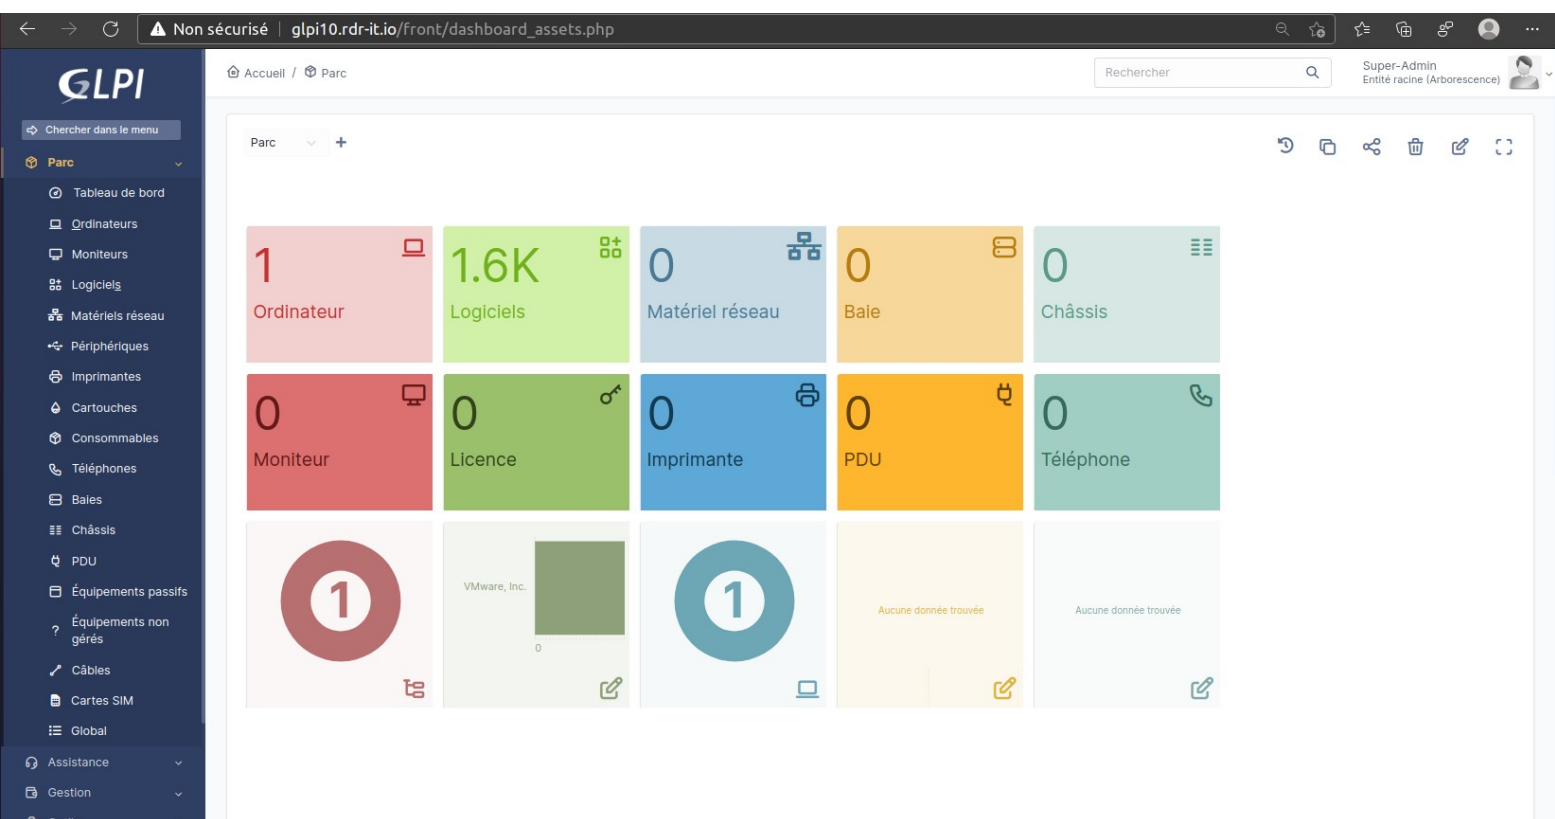 Non sécurisé | glpi10.rdr-it.io/front/dashboard_assets.php
GLPI
Chercher dans le menu
Parc
Tableau de bord
Ordinateurs
Moniteurs
Logiciels
Matériels réseau
Périphériques
Imprimantes
Cartouches
Consommables
Téléphones
Baies
Châssis
PDU
Équipements passifs
Équipements non
gérés
Câbles
Cartes SIM
Global
Assistance
Gestion
Accueil / Parc
Rechercher
Super-Admin
Entité racine (Arborescence)
Parc
1
Ordinateur
1.6K
Logiciels
0
Matériel réseau
0
Baie
0
Châssis
0
Moniteur
0
Licence
0
Imprimante
0
PDU
0
Téléphone
1
VMware, Inc.
0
1
Aucune donnée trouvée
Aucune donnée trouvée